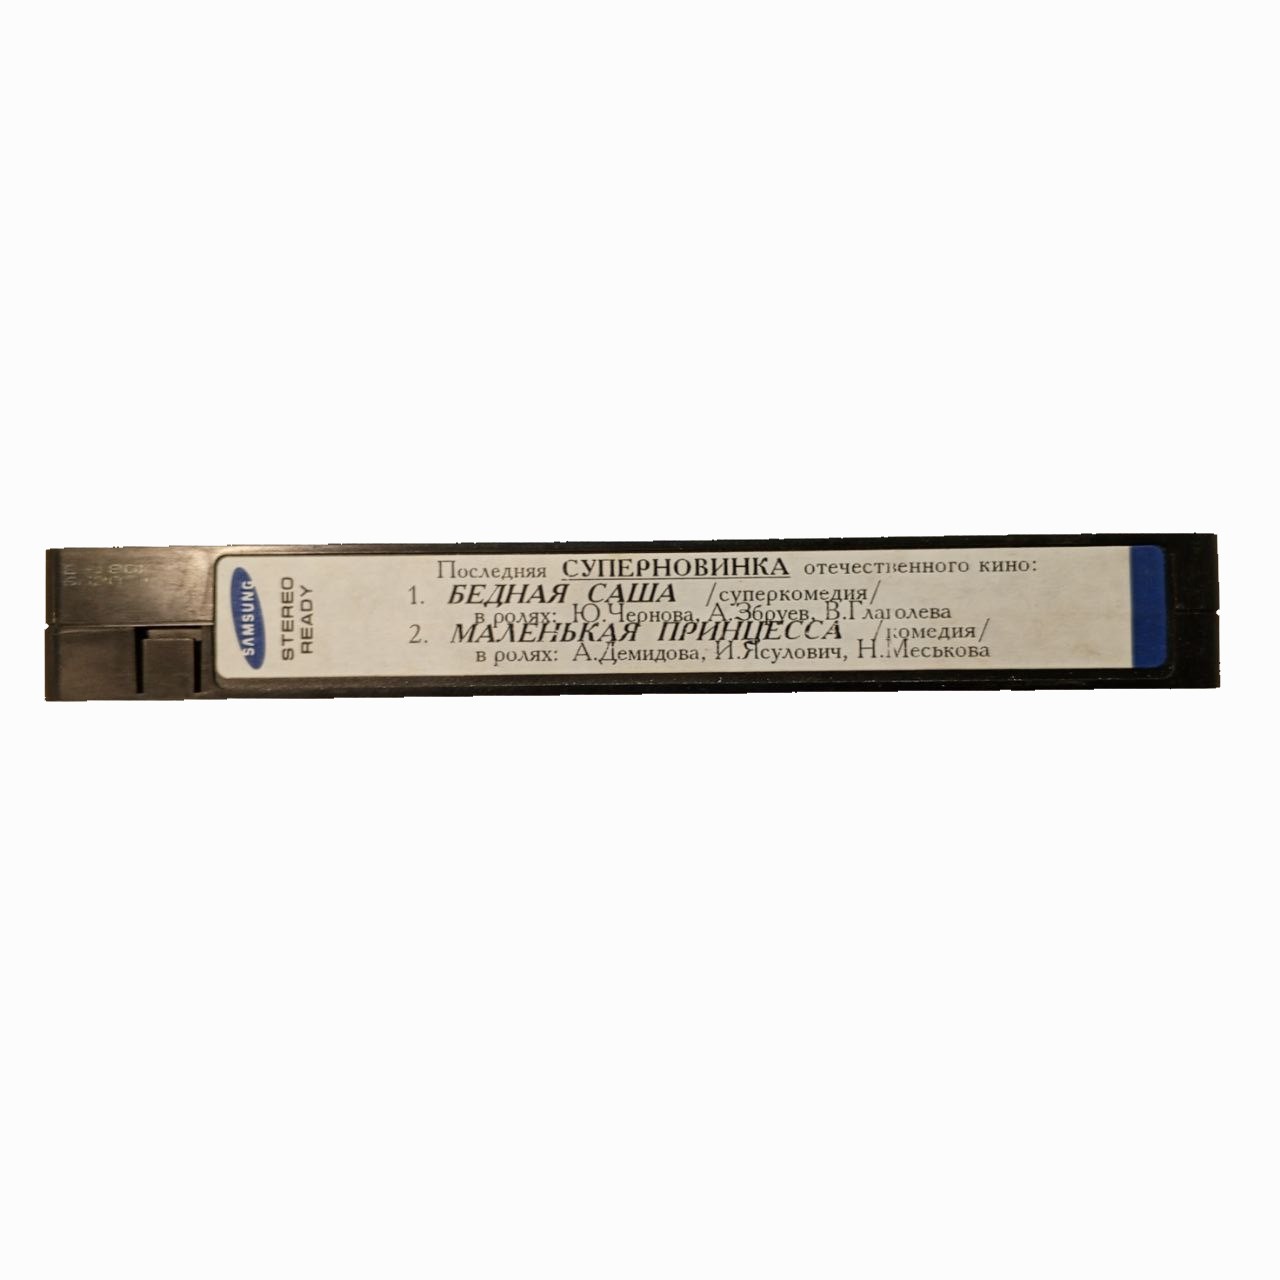 SAMSUNG
STEREO
READY
Последняя СУПЕРНОВИНКА отечественного кино:
1. БЕДНАЯ САША /суперкомедия/
в ролях: Ю.Чернова, А.Збруев, В.Глаголева
2. МАЛЕНЬКАЯ ПРИНЦЕССА /комедия/
в ролях: А.Демидова, И.Ясулович, Н.Меськова